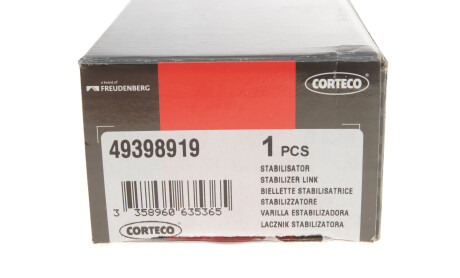 a brand of
FREUDENBERG
CORTECO
49398919
1 PCS
STABILISATOR
STABILIZER LINK
BIELLETTE STABILISATRICE
STABILIZZATORE
VARILLA ESTABILIZADORA
LACZNIK STABILIZATORA
3 358960 635365
CORTECO